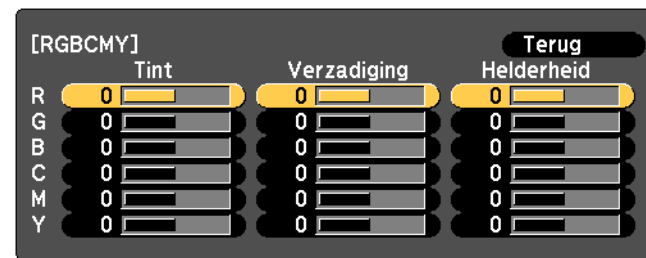 [RGBCMY] Terug
Tint Verzadiging Helderheid
R 0 0 0
G 0 0 0
B 0 0 0
C 0 0 0
M 0 0 0
Y 0 0 0